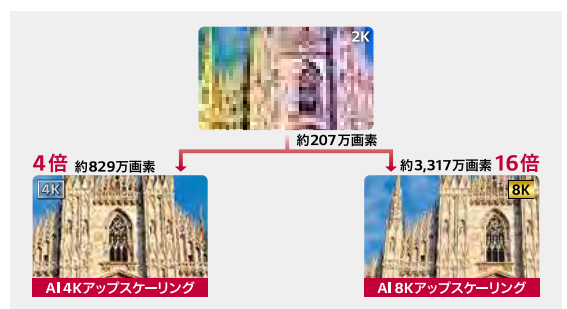 2K
約207万画素
4倍 約829万画素
約3,317万画素 16倍
4K
8K
AI 4Kアップスケーリング
AI 8Kアップスケーリング